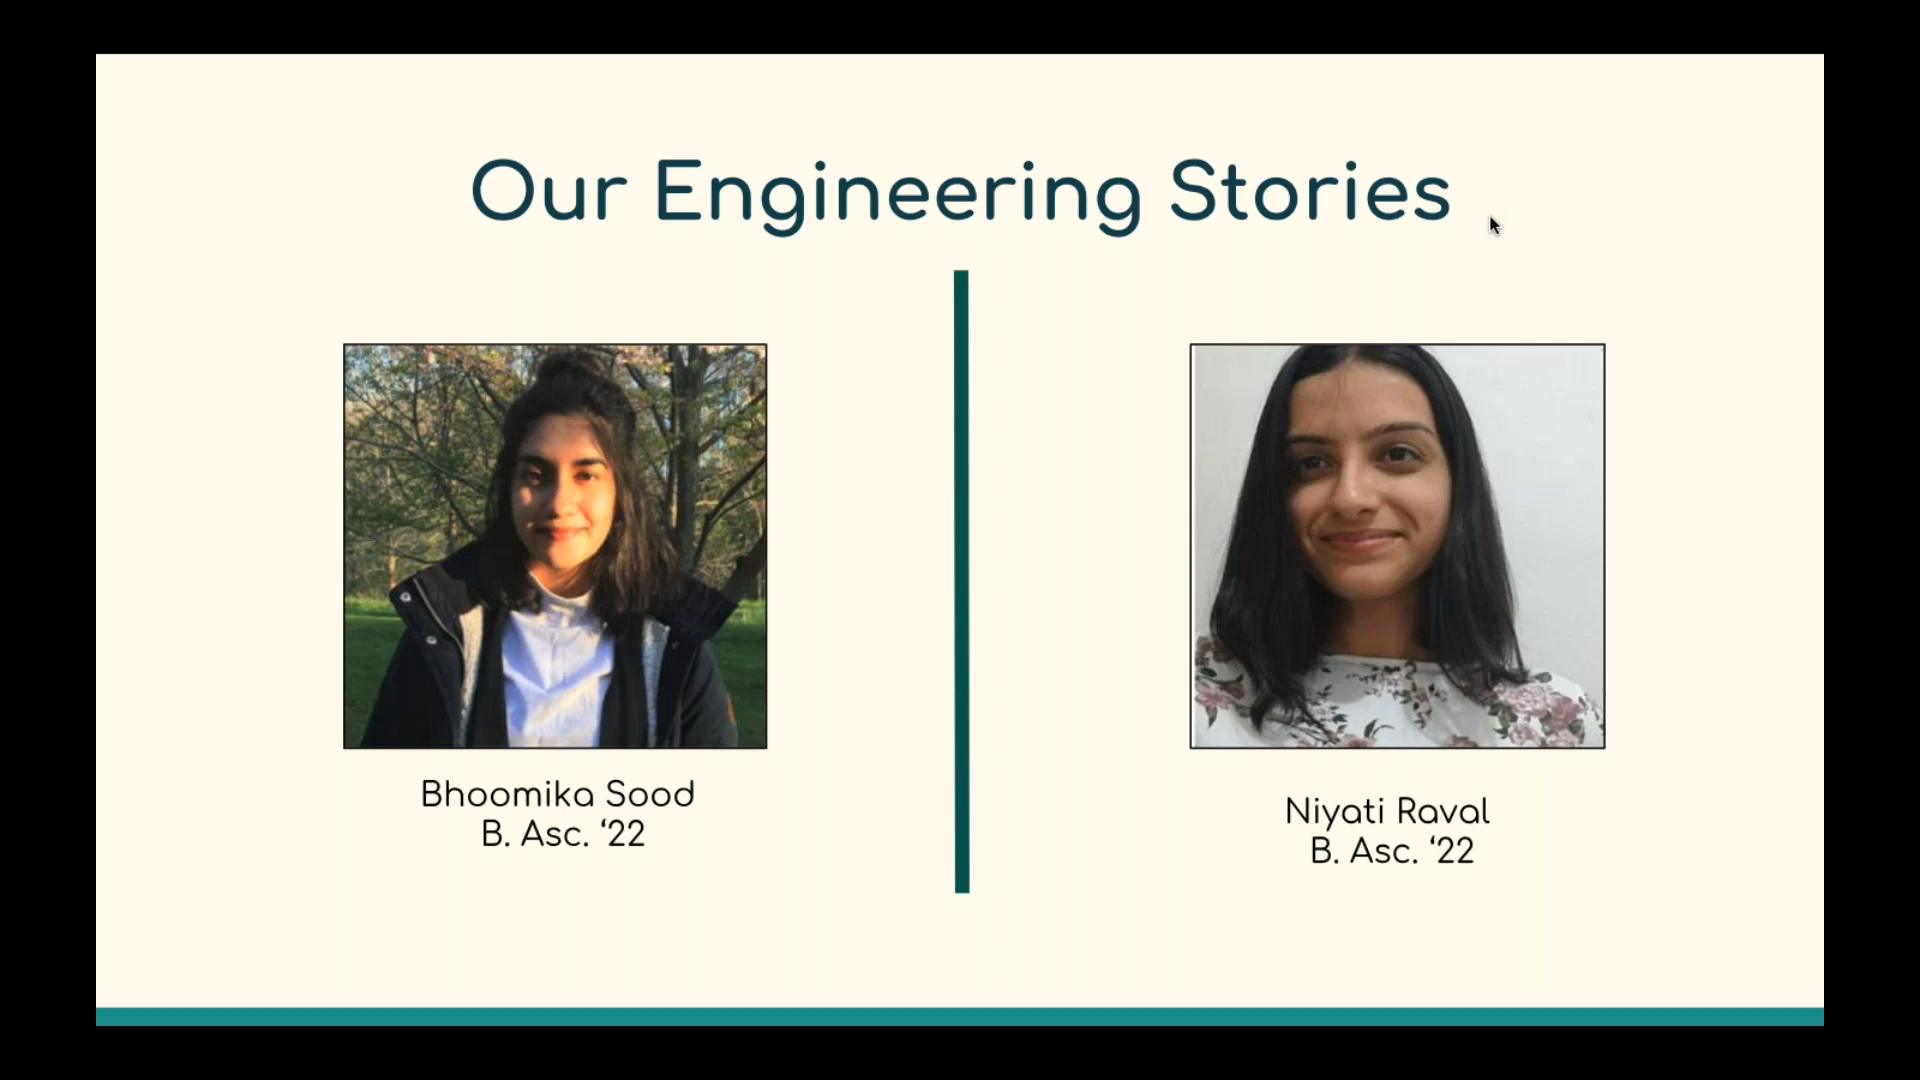 Our Engineering Stories
Bhoomika Sood
B. Asc. ‘22
Niyati Raval
B. Asc. ‘22